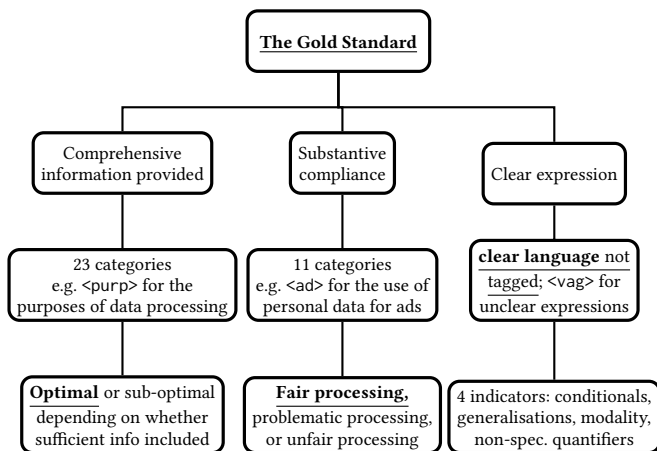 The Gold Standard
Comprehensive
information provided
Substantive
compliance
Clear expression
23 categories
e.g. <purp> for the
purposes of data processing
11 categories
e.g. <ad> for the use of
personal data for ads
clear language not
tagged; <vag> for
unclear expressions
Optimal or sub-optimal
depending on whether
sufficient info included
Fair processing,
problematic processing,
or unfair processing
4 indicators: conditionals,
generalisations, modality,
non-spec. quantifiers